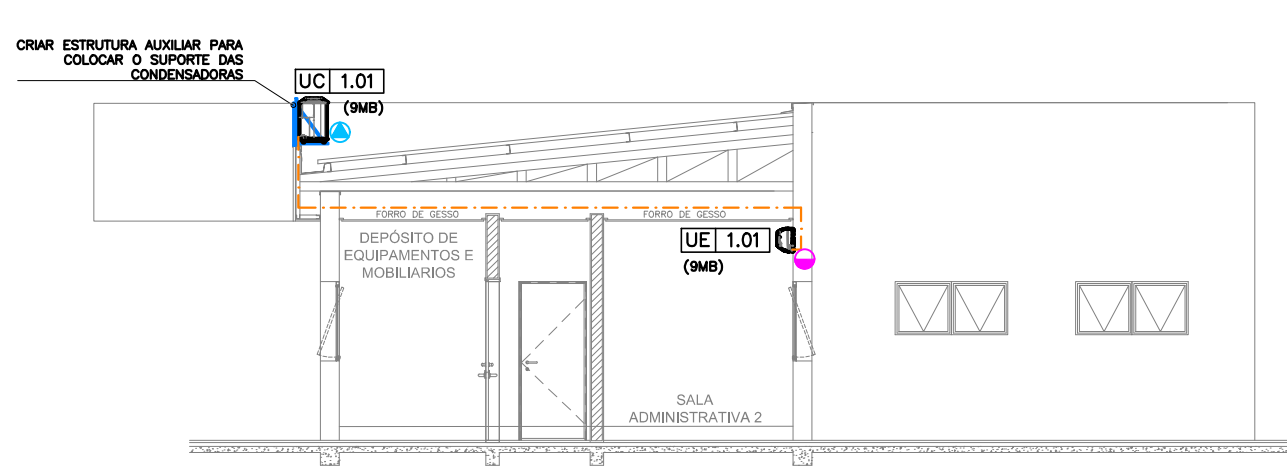 CRIAR ESTRUTURA AUXILIAR PARA
COLOCAR O SUPORTE DAS
CONDENSADORAS
UC 1.01
(9MB)
FORRO DE GESSO
FORRO DE GESSO
DEPÓSITO DE
EQUIPAMENTOS E
MOBILIARIOS
UE 1.01
(9MB)
SALA
ADMINISTRATIVA 2